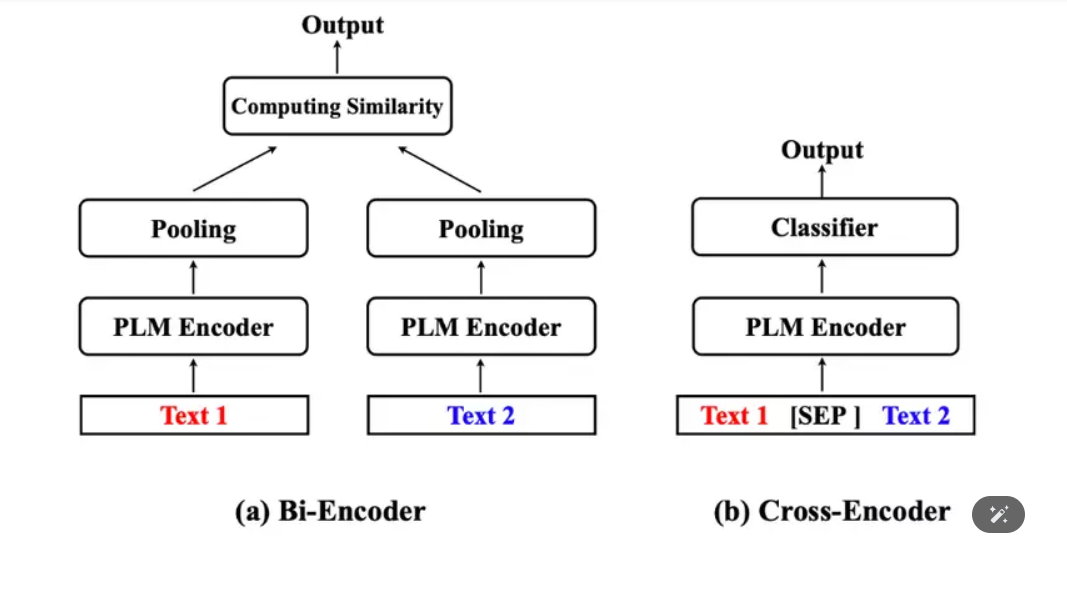 Output
Computing Similarity
Pooling
Pooling
PLM Encoder
PLM Encoder
Text 1
Text 2
(a) Bi-Encoder
Output
Classifier
PLM Encoder
Text 1 [SEP ] Text 2
(b) Cross-Encoder